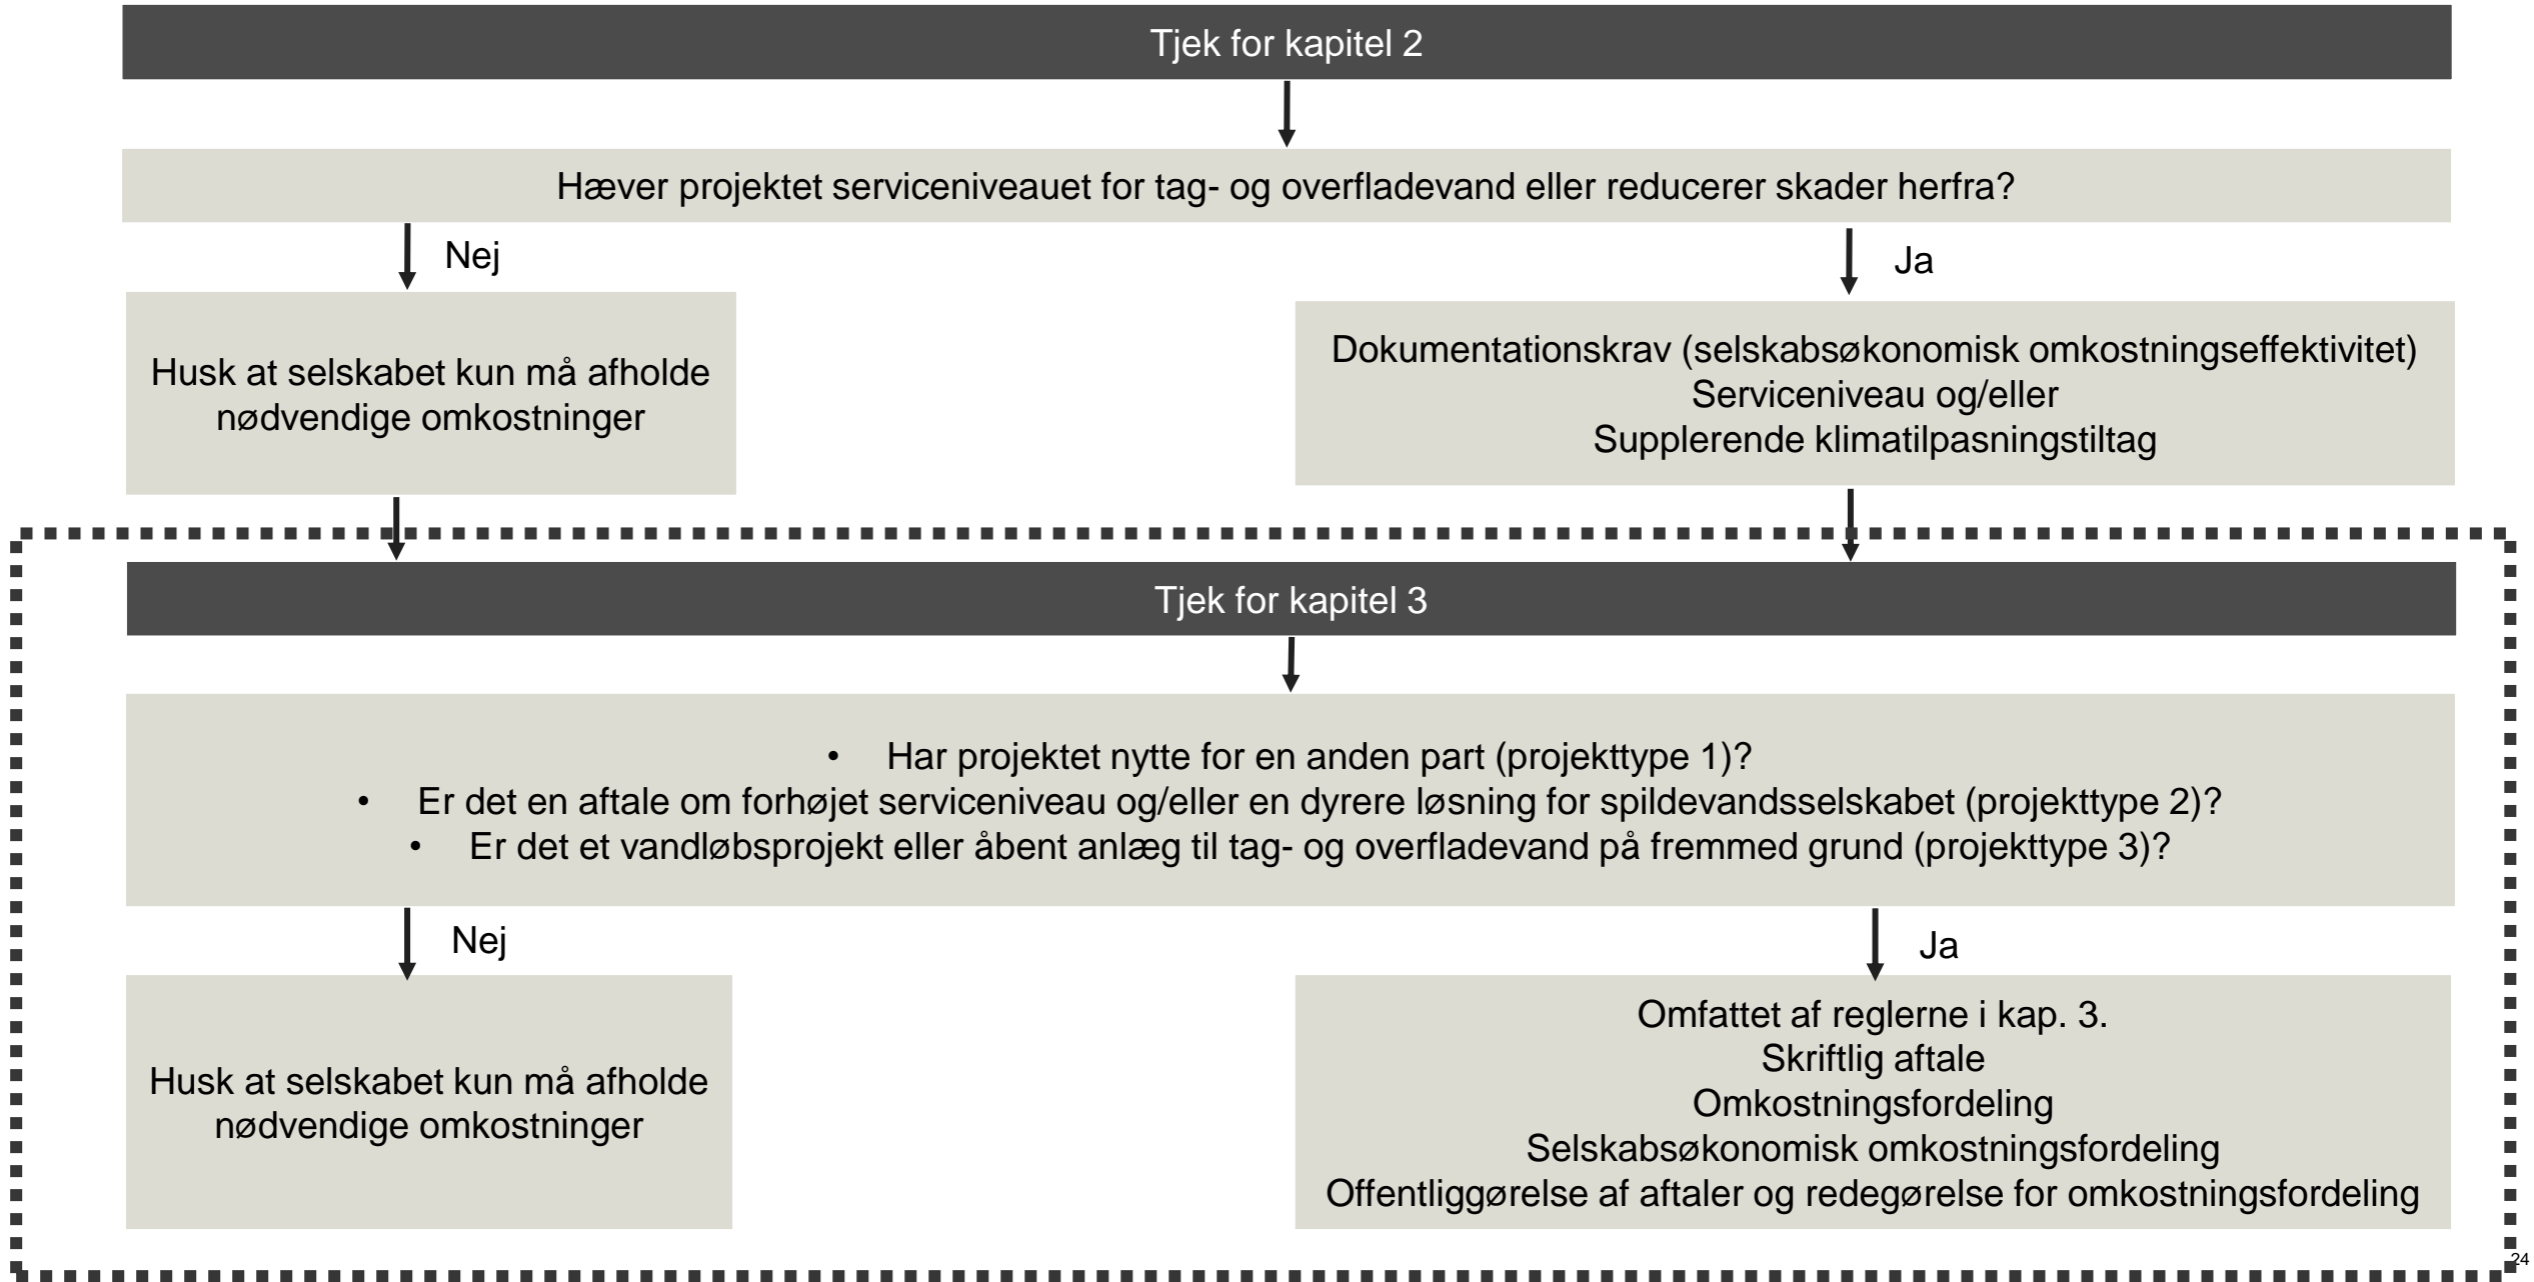 Tjek for kapitel 2
Hæver projektet serviceniveauet for tag- og overfladevand eller reducerer skader herfra?
Nej
Ja
Husk at selskabet kun må afholde
nødvendige omkostninger
Dokumentationskrav (selskabsøkonomisk omkostningseffektivitet)
Serviceniveau og/eller
Supplerende klimatilpasningstiltag
Tjek for kapitel 3
• Har projektet nytte for en anden part (projekttype 1)?
• Er det en aftale om forhøjet serviceniveau og/eller en dyrere løsning for spildevandsselskabet (projekttype 2)?
• Er det et vandløbsprojekt eller åbent anlæg til tag- og overfladevand på fremmed grund (projekttype 3)?
Nej
Ja
Husk at selskabet kun må afholde
nødvendige omkostninger
Omfattet af reglerne i kap. 3.
Skriftlig aftale
Omkostningsfordeling
Selskabsøkonomisk omkostningsfordeling
Offentliggørelse af aftaler og redegørelse for omkostningsfordeling
24